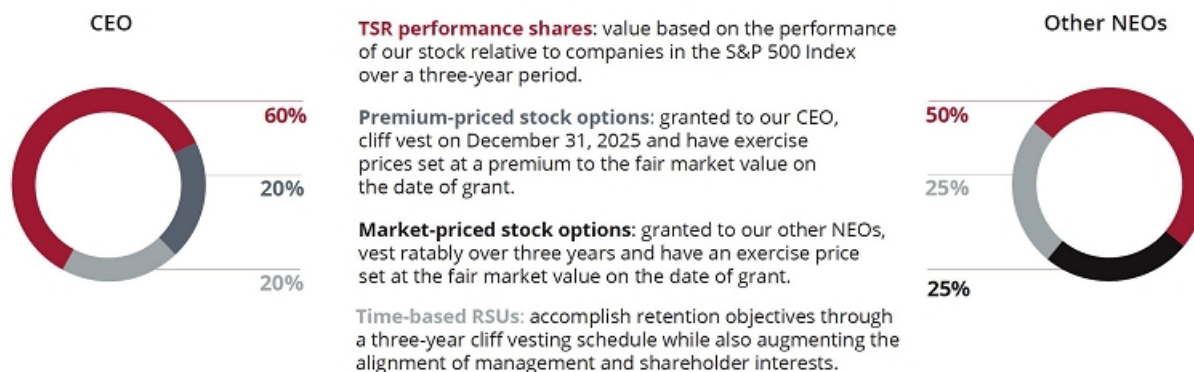 CEO
60%
20%
20%
TSR performance shares: value based on the performance
of our stock relative to companies in the S&P 500 Index
over a three-year period.
Premium-priced stock options: granted to our CEO,
cliff vest on December 31, 2025 and have exercise
prices set at a premium to the fair market value on
the date of grant.
Market-priced stock options: granted to our other NEOs,
vest ratably over three years and have an exercise price
set at the fair market value on the date of grant.
Time-based RSUs: accomplish retention objectives through
a three-year cliff vesting schedule while also augmenting the
alignment of management and shareholder interests.
Other NEOs
50%
25%
25%